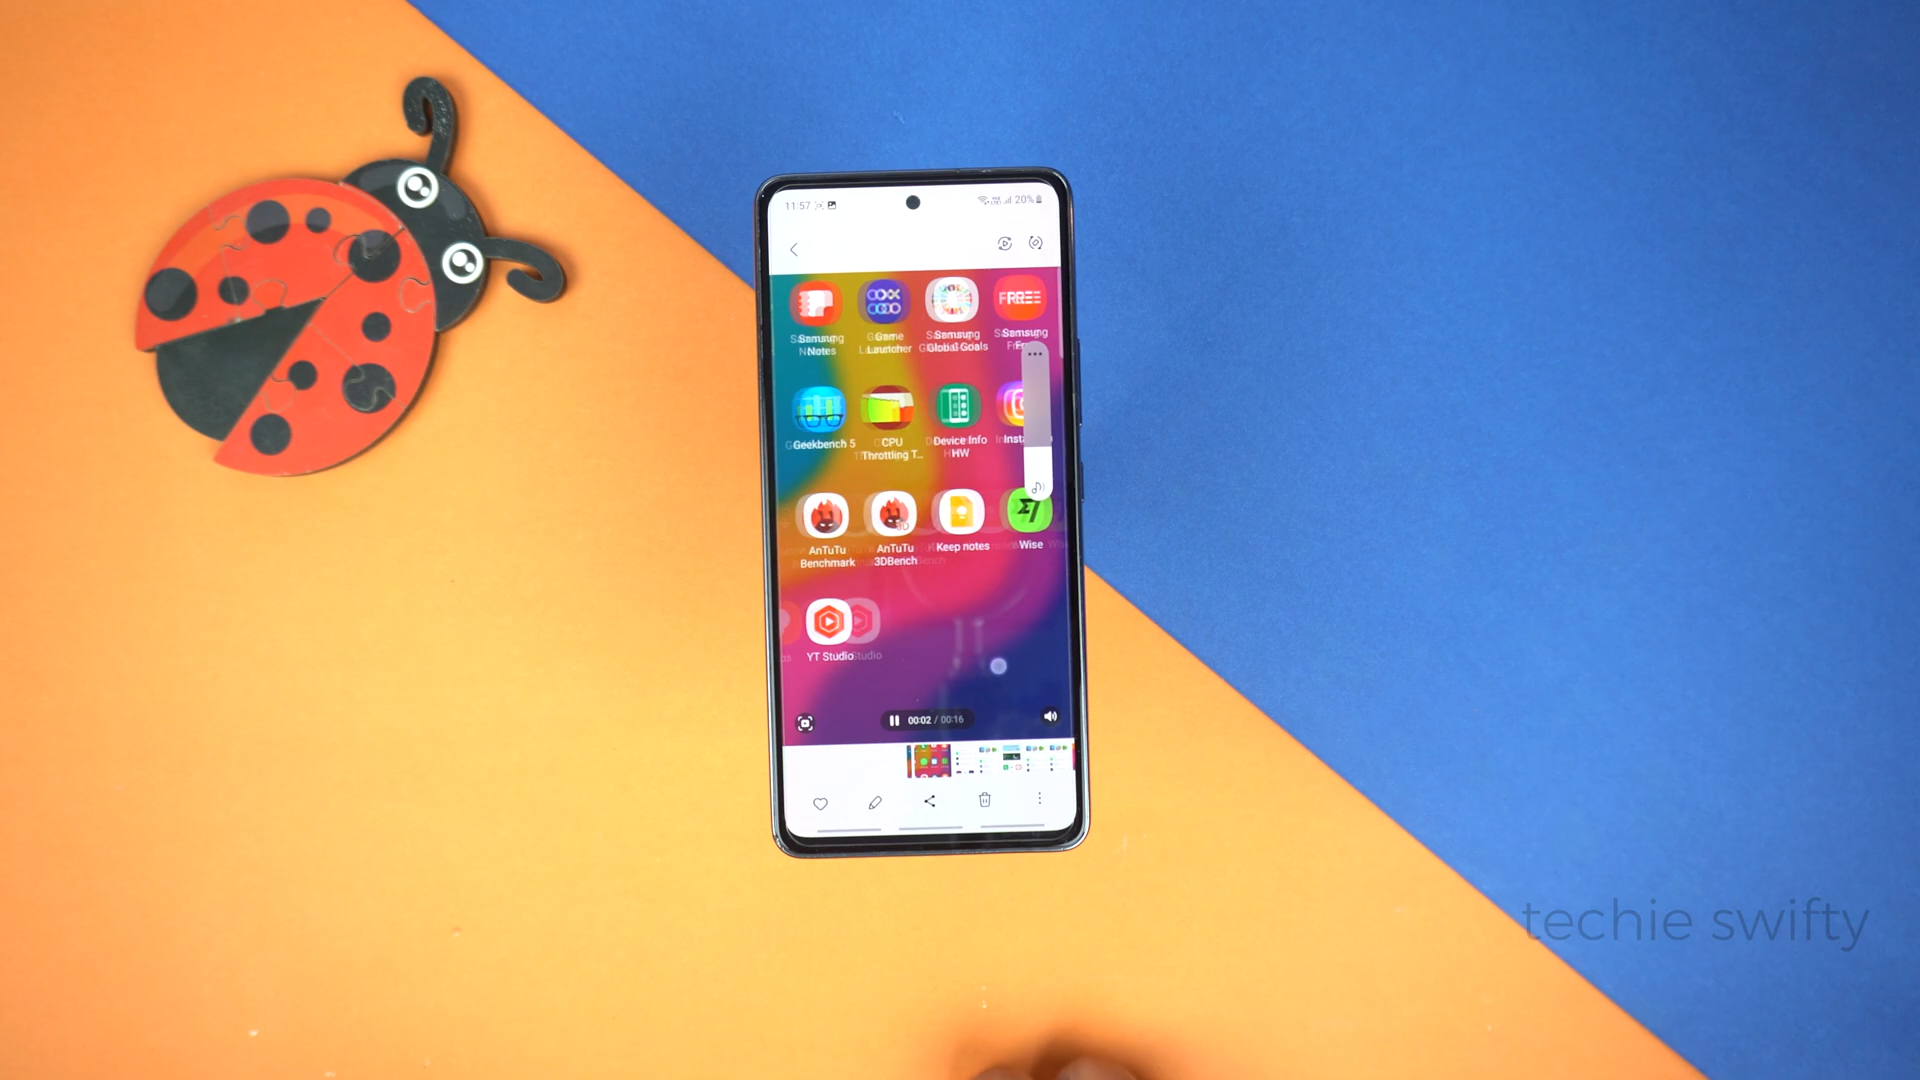 11:57
20%
FREE
Samsung Notes
Game Launcher
Samsung Global Goals
Samsung
Geekbench 5
CPU Throttling T...
Device Info HW
Insta
AnTuTu Benchmark
AnTuTu 3DBench
Keep notes
Wise
YT Studio
00:02 / 00:16
techie swifty